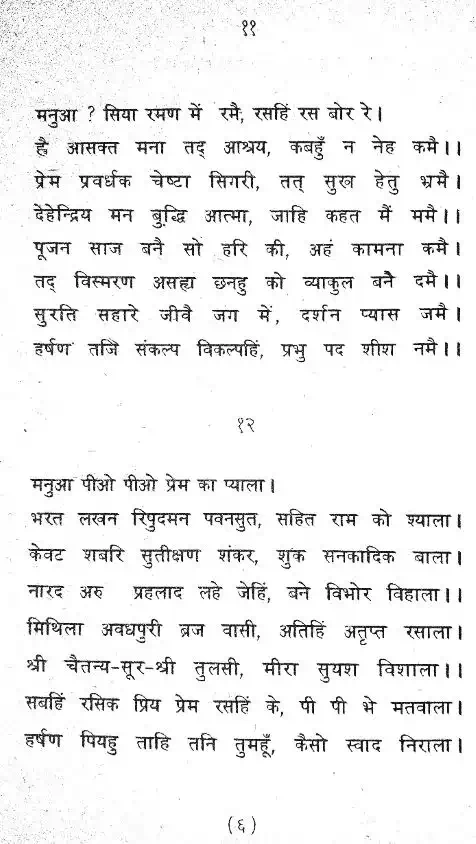 ११
मनुआ ? सिया रमण में रमै, रसहिं रस बोर रे।
ह्वै आसक्त मना तद् आश्रय, कबहुँ न नेह कमै।।
प्रेम प्रवर्धक चेष्टा सिगरी, तत् सुख हेतु भ्रमै।
देहेन्द्रिय मन बुद्धि आत्मा, जाहि कहत मैं ममै।।
पूजन साज बनै सो हरि की, अहं कामना कमै।
तद् विस्मरण असह्य छनहु को व्याकुल बनै दमै।।
सुरति सहारे जीवै जग में, दर्शन प्यास जमै।
हर्षण तजि संकल्प विकल्पहिं, प्रभु पद शीश नमै।।
१२
मनुआ पीओ पीओ प्रेम का प्याला।
भरत लखन रिपुदमन पवनसुत, सहित राम को श्याला।
केवट शबरि सुतीक्षण शंकर, शुक सनकादिक बाला।
नारद अरु प्रहलाद लहे जेहिं, बने विभोर विहाला।।
मिथिला अवधपुरी ब्रज वासी, अतिहिं अतृप्त रसाला।
श्री चैतन्य-सूर-श्री तुलसी, मीरा सुयश विशाला।।
सबहिं रसिक प्रिय प्रेम रसहिं के, पी पी भे मतवाला।
हर्षण पियहु ताहि तनि तुमहूँ, कैसो स्वाद निराला।
(६)